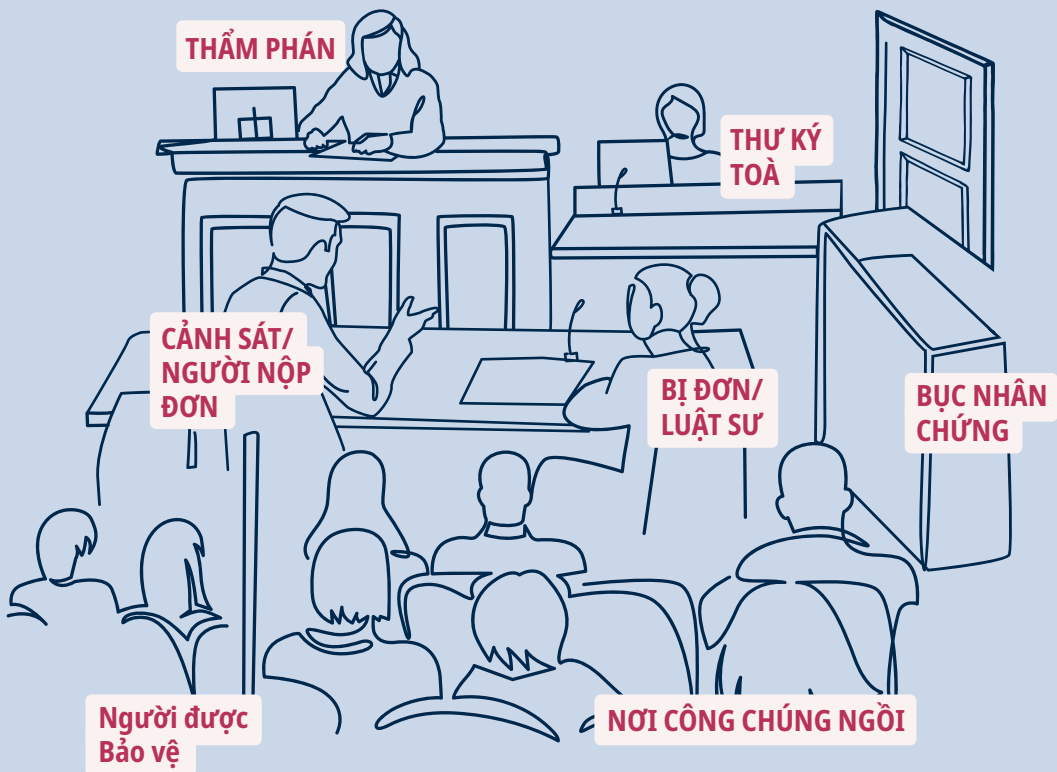 THẨM PHÁN
THƯ KÝ
TOÀ
CẢNH SÁT/
NGƯỜI NỘP
ĐƠN
BỊ ĐƠN/
LUẬT SƯ
BỤC NHÂN
CHỨNG
Người được
Bảo vệ
NƠI CÔNG CHÚNG NGỒI